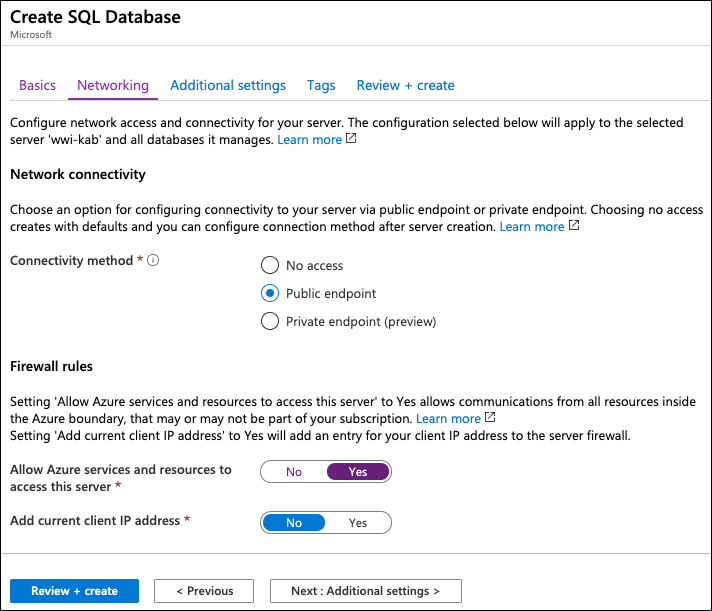 Create SQL Database
Microsoft
Basics Networking Additional settings Tags Review + create
Configure network access and connectivity for your server. The configuration selected below will apply to the selected
server 'wwi-kab' and all databases it manages. Learn more
Network connectivity
Choose an option for configuring connectivity to your server via public endpoint or private endpoint. Choosing no access
creates with defaults and you can configure connection method after server creation. Learn more
Connectivity method *
No access
Public endpoint
Private endpoint (preview)
Firewall rules
Setting 'Allow Azure services and resources to access this server' to Yes allows communications from all resources inside
the Azure boundary, that may or may not be part of your subscription. Learn more
Setting 'Add current client IP address' to Yes will add an entry for your client IP address to the server firewall.
Allow Azure services and resources to
access this server *
No Yes
Add current client IP address *
No Yes
Review + create
< Previous
Next : Additional settings >